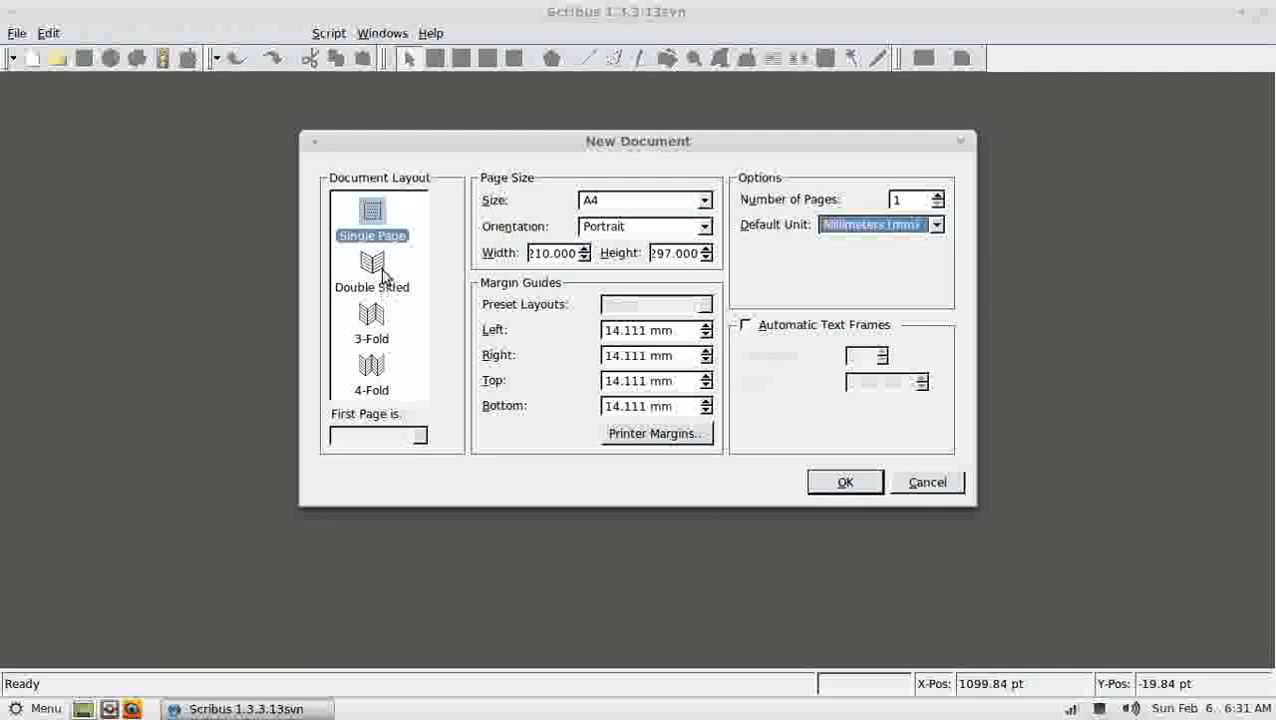 Scribus 1.3.3.13svn
File Edit Script Windows Help
New Document
Document Layout
Single Page
Double Sided
3-Fold
4-Fold
First Page is:
Page Size
Size: A4
Orientation: Portrait
Width: 210.000 Height: 297.000
Margin Guides
Preset Layouts:
Left: 14.111 mm
Right: 14.111 mm
Top: 14.111 mm
Bottom: 14.111 mm
Printer Margins...
Options
Number of Pages: 1
Default Unit: Millimeters (mm)
Automatic Text Frames
OK Cancel
Ready X-Pos: 1099.84 pt Y-Pos: -19.84 pt
Menu Scribus 1.3.3.13svn Sun Feb 6, 6:31 AM